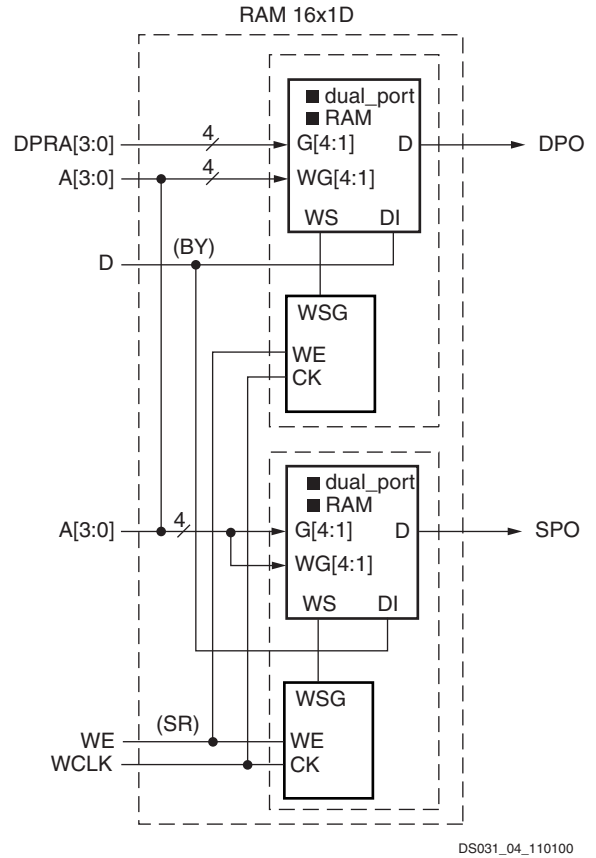 RAM 16x1D
dual_port
RAM
DPRA[3:0] 4 G[4:1] D DPO
A[3:0] 4 WG[4:1]
WS DI
D (BY)
WSG
WE
CK
dual_port
RAM
A[3:0] 4 G[4:1] D SPO
WG[4:1]
WS DI
WSG
WE (SR) WE
WCLK CK
DS031_04_110100